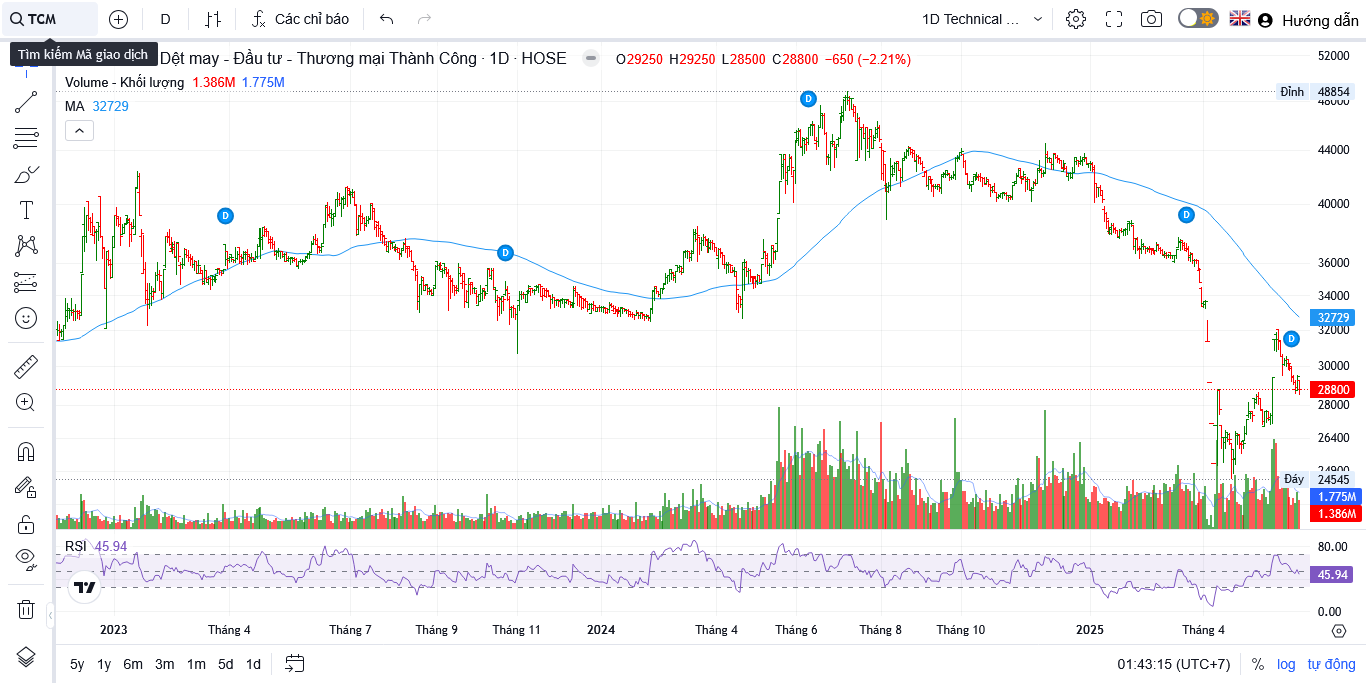 TCM D Các chỉ báo 1D Technical ... Hướng dẫn
Tìm kiếm Mã giao dịch
Dệt may - Đầu tư - Thương mại Thành Công · 1D · HOSE O29250 H29250 L28500 C28800 −650 (−2.21%)
Volume - Khối lượng 1.386M 1.775M
MA 32729
52000
Đỉnh 48854
48000
44000
40000
36000
34000
32729
32000
30000
28800
28000
26400
24900
Đáy 24545
1.775M
1.386M
D
D
D
D
D
RSI 45.94
80.00
45.94
0.00
2023 Tháng 4 Tháng 7 Tháng 9 Tháng 11 2024 Tháng 4 Tháng 6 Tháng 8 Tháng 10 2025 Tháng 4
5y 1y 6m 3m 1m 5d 1d 01:43:15 (UTC+7) % log tự động